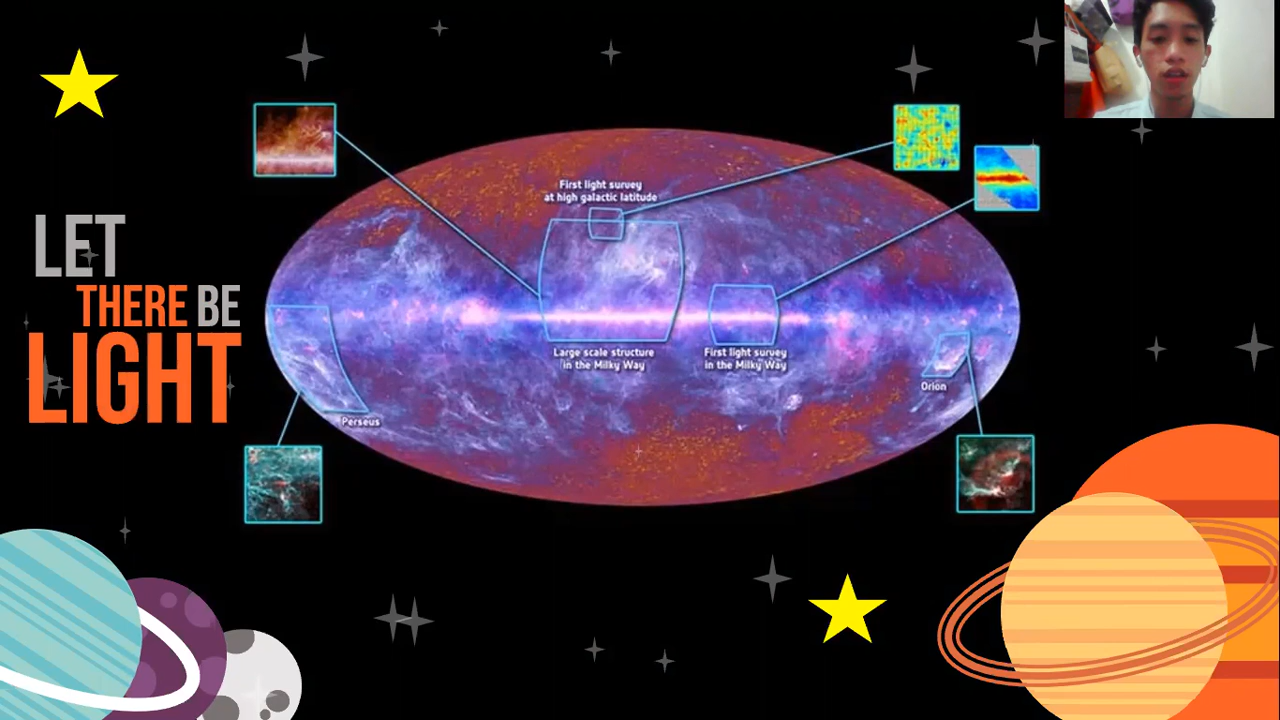 LET
THERE BE
LIGHT
First light survey
at high galactic latitude
Large scale structure
in the Milky Way
First light survey
in the Milky Way
Orion
Perseus